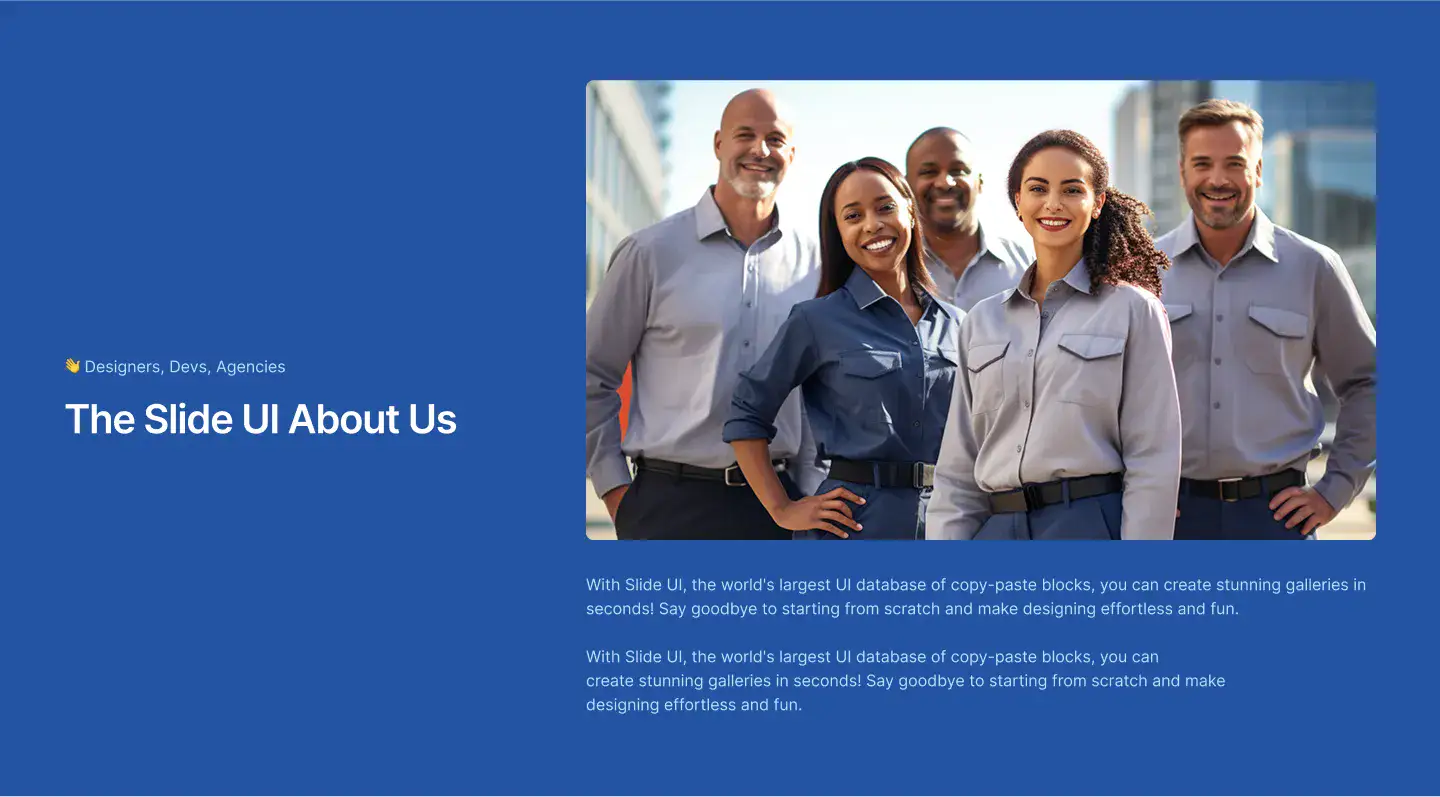 👋 Designers, Devs, Agencies
The Slide UI About Us
With Slide UI, the world's largest UI database of copy-paste blocks, you can create stunning galleries in
seconds! Say goodbye to starting from scratch and make designing effortless and fun.
With Slide UI, the world's largest UI database of copy-paste blocks, you can
create stunning galleries in seconds! Say goodbye to starting from scratch and make
designing effortless and fun.